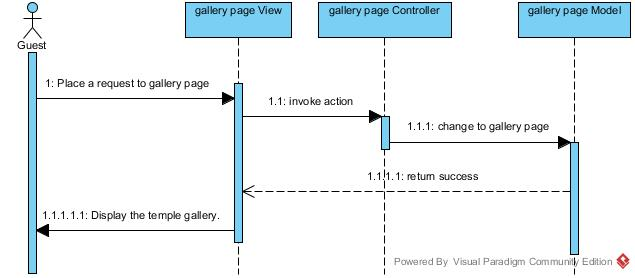 gallery page View
gallery page Controller
gallery page Model
Guest
1: Place a request to gallery page
1.1: invoke action
1.1.1: change to gallery page
1.1.1.1: return success
1.1.1.1.1: Display the temple gallery.
Powered By Visual Paradigm Community Edition